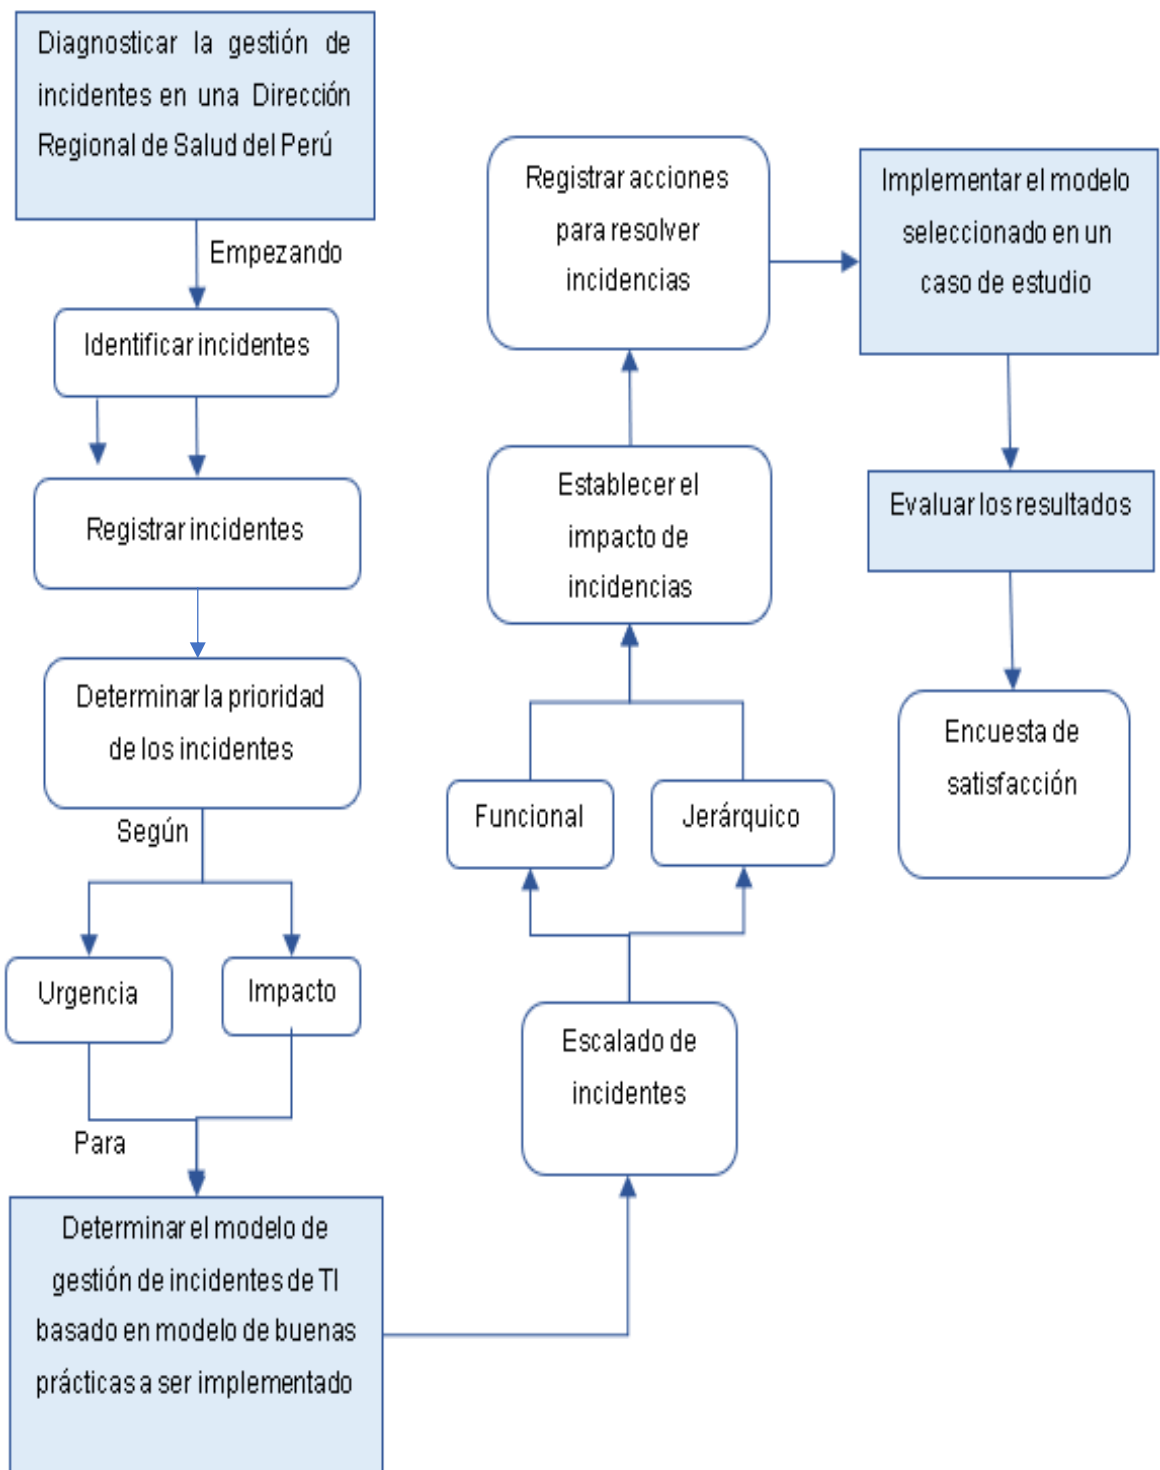 Diagnosticar la gestión de
incidentes en una Dirección
Regional de Salud del Perú
Empezando
Identificar incidentes
Registrar incidentes
Determinar la prioridad
de los incidentes
Según
Urgencia
Impacto
Para
Determinar el modelo de
gestión de incidentes de TI
basado en modelo de buenas
prácticas a ser implementado
Escalado de
incidentes
Funcional
Jerárquico
Establecer el
impacto de
incidencias
Registrar acciones
para resolver
incidencias
Implementar el modelo
seleccionado en un
caso de estudio
Evaluar los resultados
Encuesta de
satisfacción